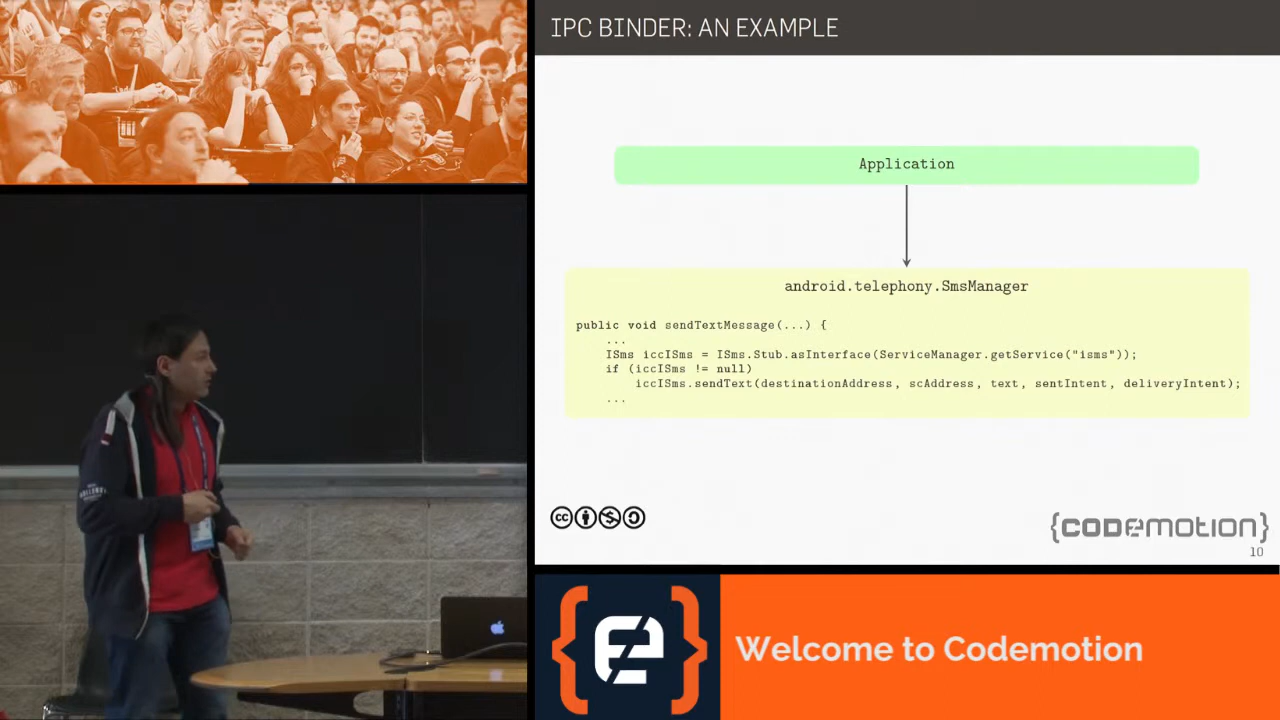 IPC BINDER: AN EXAMPLE
Application
android.telephony.SmsManager
public void sendTextMessage(...) {
...
ISms iccISms = ISms.Stub.asInterface(ServiceManager.getService("isms"));
if (iccISms != null)
iccISms.sendText(destinationAddress, scAddress, text, sentIntent, deliveryIntent);
...
cc
{CODEMOTION}
10
Welcome to Codemotion